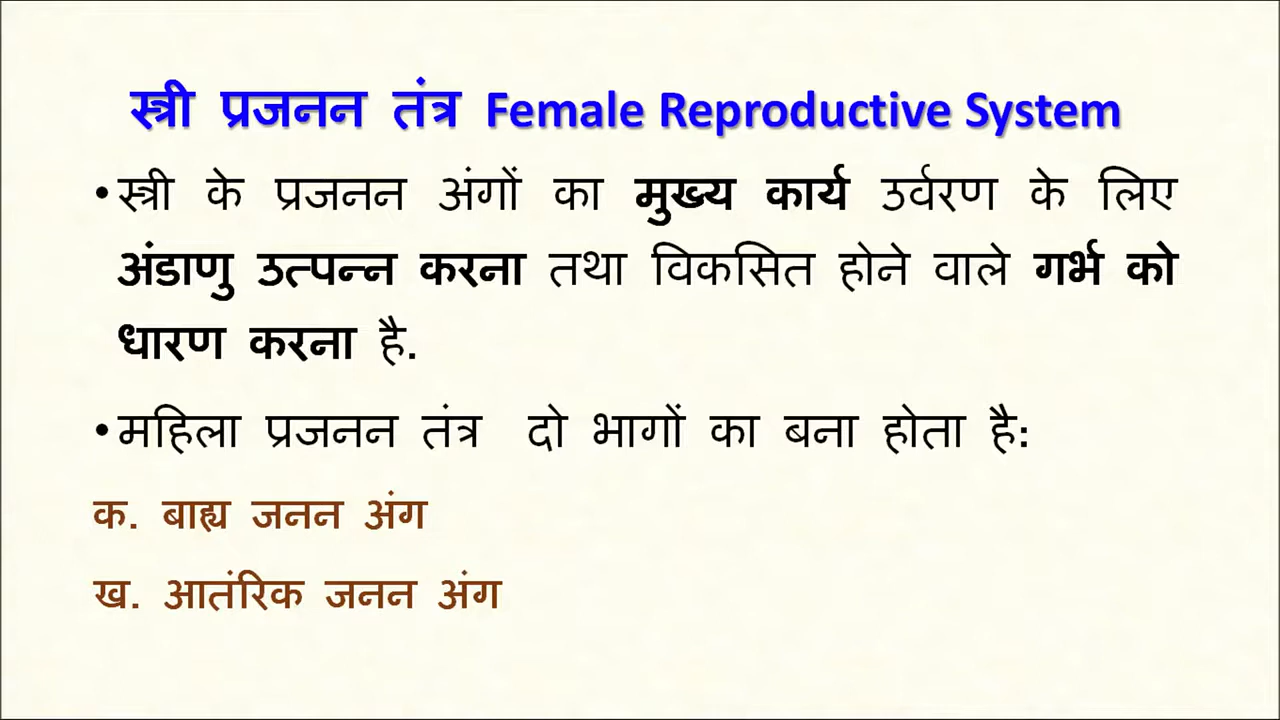 स्त्री प्रजनन तंत्र Female Reproductive System
•स्त्री के प्रजनन अंगों का मुख्य कार्य उर्वरण के लिए
अंडाणु उत्पन्न करना तथा विकसित होने वाले गर्भ को
धारण करना है.
•महिला प्रजनन तंत्र दो भागों का बना होता है:
क. बाह्य जनन अंग
ख. आतंरिक जनन अंग